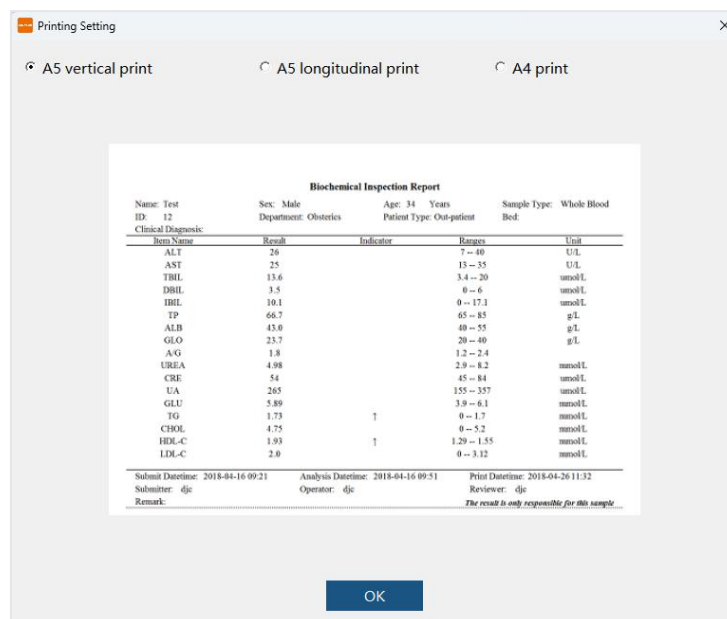 Printing Setting
A5 vertical print A5 longitudinal print A4 print
Biochemical Inspection Report
Name: Test Sex: Male Age: 34 Years Sample Type: Whole Blood
ID: 12 Department: Obsterics Patient Type: Out-patient Bed:
Clinical Diagnosis:
Item Name Result Indicator Ranges Unit
ALT 26 7 -- 40 U/L
AST 25 13 -- 35 U/L
TBIL 13.6 3.4 -- 20 umol/L
DBIL 3.5 0 -- 6 umol/L
IBIL 10.1 0 -- 17.1 umol/L
TP 66.7 65 -- 85 g/L
ALB 43.0 40 -- 55 g/L
GLO 23.7 20 -- 40 g/L
A/G 1.8 1.2 -- 2.4
UREA 4.98 2.9 -- 8.2 mmol/L
CRE 54 45 -- 84 umol/L
UA 265 155 -- 357 umol/L
GLU 5.89 3.9 -- 6.1 mmol/L
TG 1.73 ↑ 0 -- 1.7 mmol/L
CHOL 4.75 0 -- 5.2 mmol/L
HDL-C 1.93 ↑ 1.29 -- 1.55 mmol/L
LDL-C 2.0 0 -- 3.12 mmol/L
Submit Datetime: 2018-04-16 09:21 Analysis Datetime: 2018-04-16 09:51 Print Datetime: 2018-04-26 11:32
Submitter: djc Operator: djc Reviewer: djc
Remark: The result is only responsible for this sample
OK